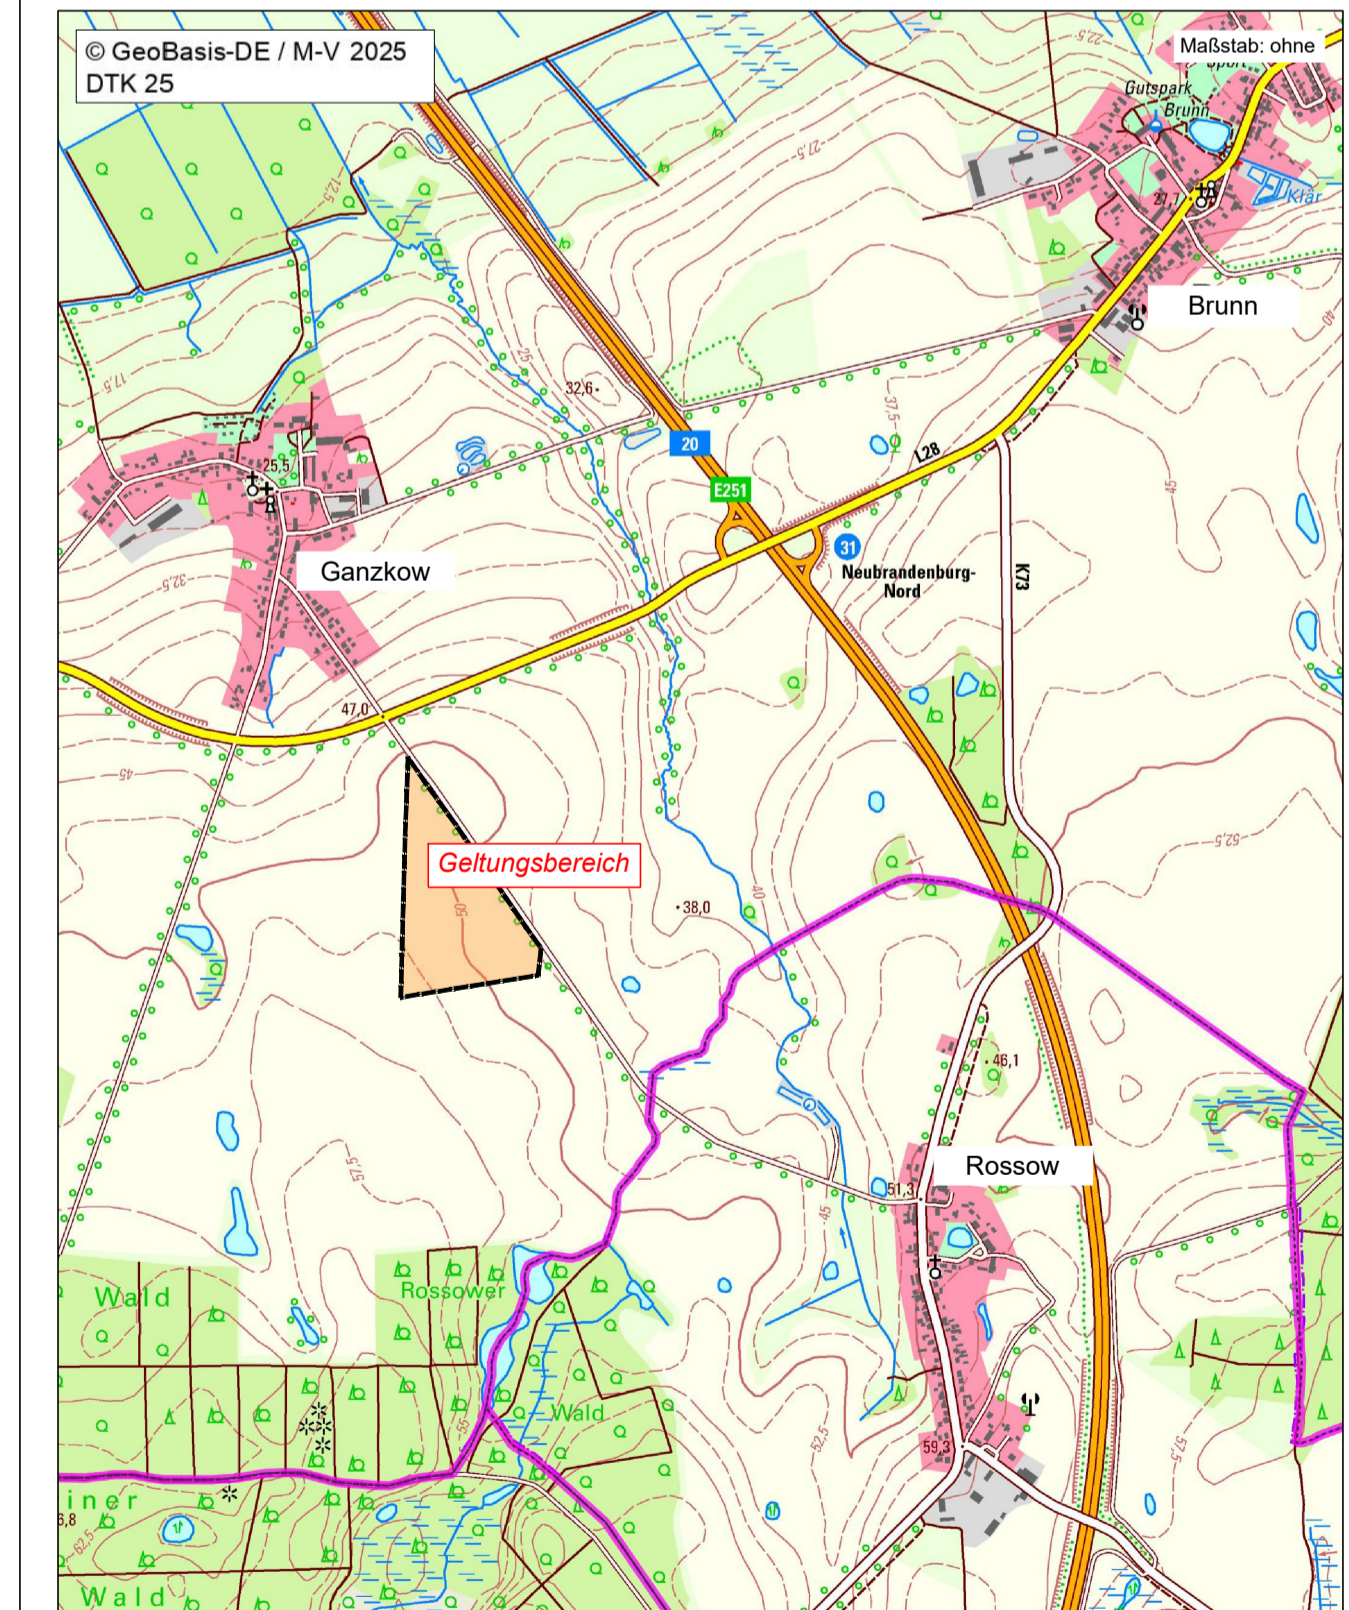 © GeoBasis-DE / M-V 2025
DTK 25
Maßstab: ohne
Sport
22,5
Gutspark
Brunn
27,5
12,5
27,7
Klär
Brunn
40
17,5
25
32,6
37,5
20
L28
25,5
E251
45
31
Neubrandenburg-
Nord
Ganzkow
32,5
K73
47,0
45
52,5
Geltungsbereich
50
40
38,0
46,1
57,5
Rossow
51,3
45
Rossower
Wald
Wald
55
52,5
59,3
57,5
iner
6,8
62,5
Wald